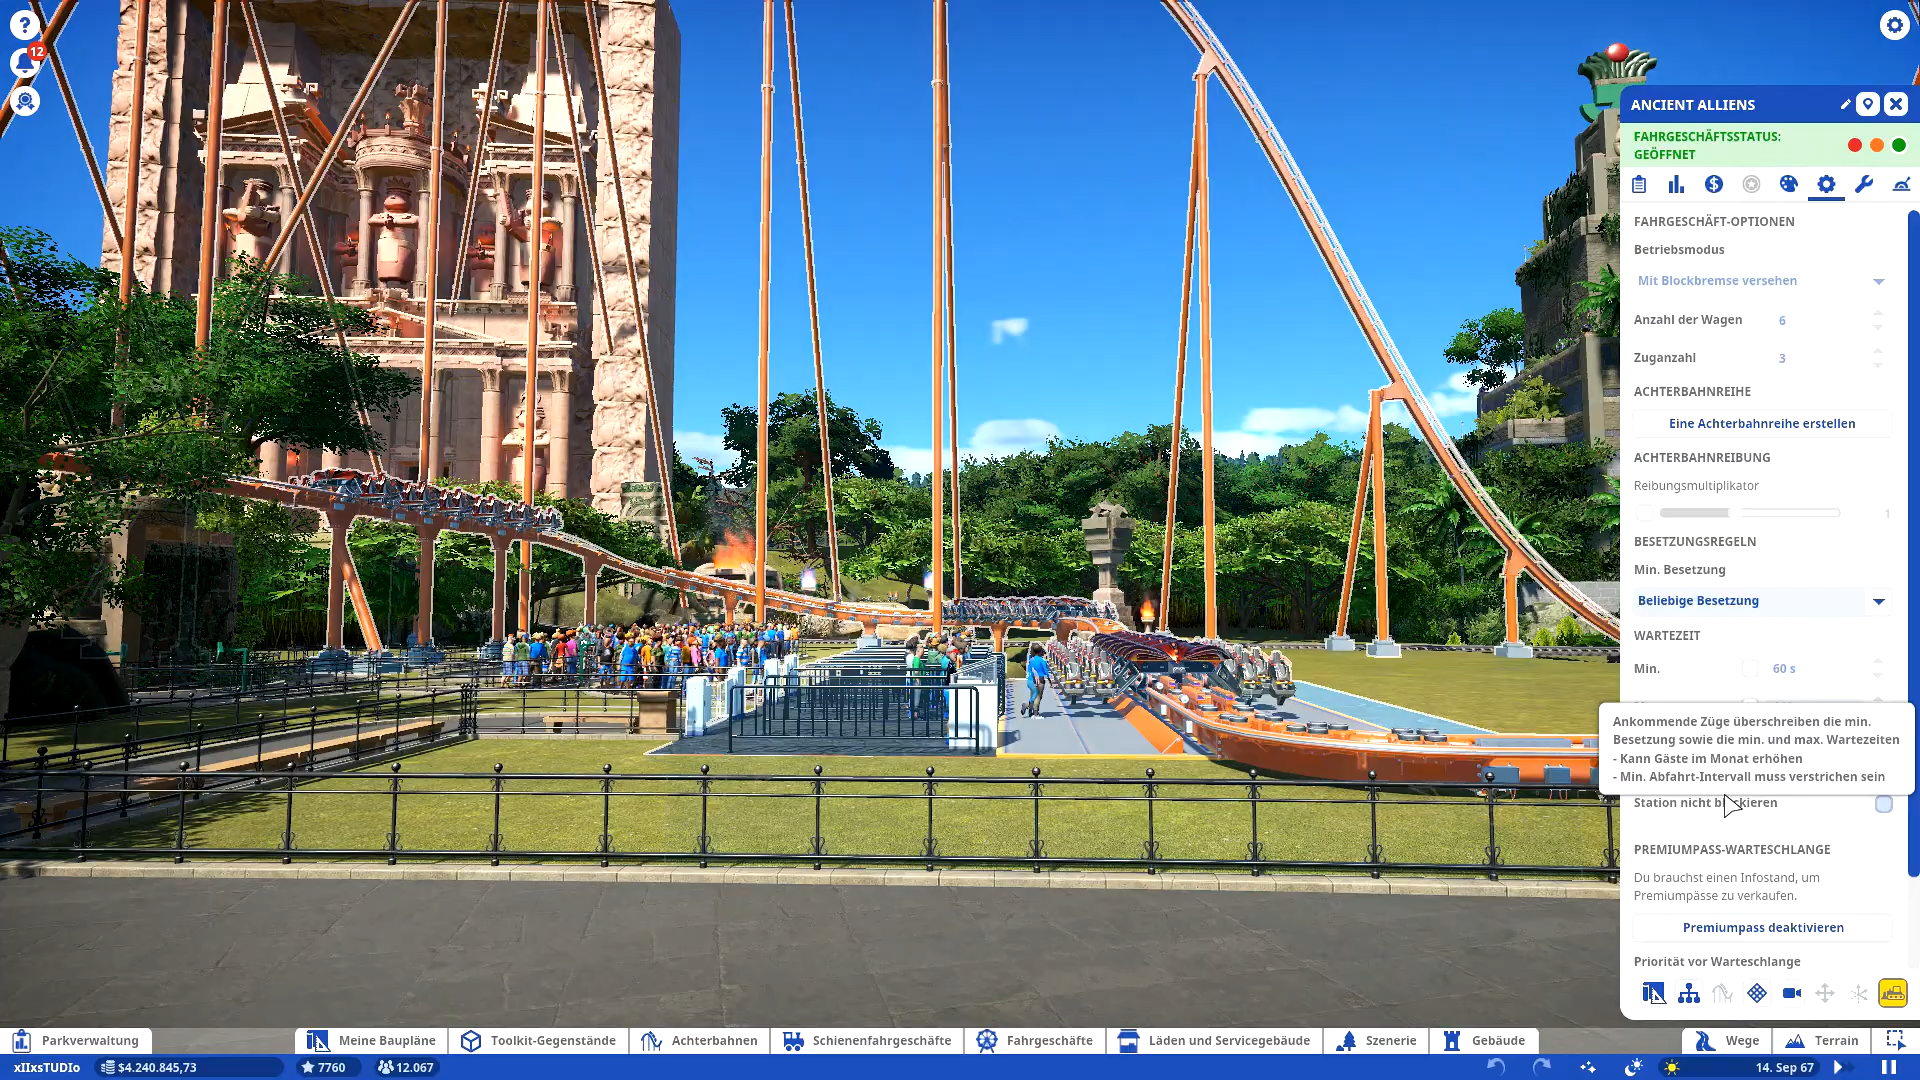 ?
12
ANCIENT ALLIENS
FAHRGESCHÄFTSSTATUS:
GEÖFFNET
FAHRGESCHÄFT-OPTIONEN
Betriebsmodus
Mit Blockbremse versehen
Anzahl der Wagen 6
Zuganzahl 3
ACHTERBAHNREIHE
Eine Achterbahnreihe erstellen
ACHTERBAHNREIBUNG
Reibungsmultiplikator
1
BESETZUNGSREGELN
Min. Besetzung
Beliebige Besetzung
WARTEZEIT
Min. 60 s
Ankommende Züge überschreiben die min.
Besetzung sowie die min. und max. Wartezeiten
- Kann Gäste im Monat erhöhen
- Min. Abfahrt-Intervall muss verstrichen sein
Station nicht blockieren
PREMIUMPASS-WARTESCHLANGE
Du brauchst einen Infostand, um
Premiumpässe zu verkaufen.
Premiumpass deaktivieren
Priorität vor Warteschlange
Parkverwaltung Meine Baupläne Toolkit-Gegenstände Achterbahnen Schienenfahrgeschäfte Fahrgeschäfte Läden und Servicegebäude Szenerie Gebäude Wege Terrain
xIIxsTUDIo $4.240.845,73 7760 12.067 14. Sep 67